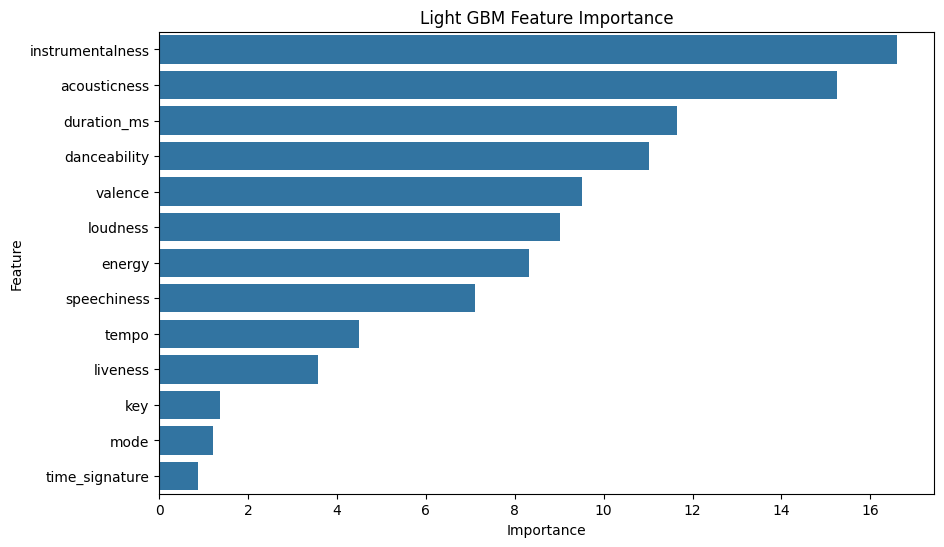 Light GBM Feature Importance
instrumentalness
acousticness
duration_ms
danceability
valence
loudness
energy
speechiness
tempo
liveness
key
mode
time_signature
Feature
0 2 4 6 8 10 12 14 16
Importance